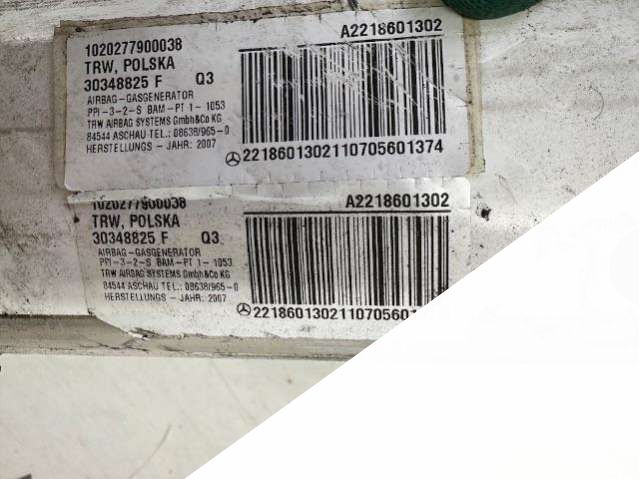 A2218601302
1020277900038
TRW, POLSKA
30348825 F Q3
AIRBAG-GASGENERATOR
PPI-3-2-S BAM-PT 1- 1053
TRW AIRBAG SYSTEMS GmbH&Co KG
84544 ASCHAU TEL.: 08638/965-0
HERSTELLUNGS - JAHR: 2007
2218601302110705601374
1020277900038
A2218601302
TRW, POLSKA
30348825 F Q3
AIRBAG-GASGENERATOR
PPI-3-2-S BAM-PT 1- 1053
TRW AIRBAG SYSTEMS GmbH&Co KG
84544 ASCHAU TEL.: 08638/965-0
HERSTELLUNGS - JAHR: 2007
221860130211070560